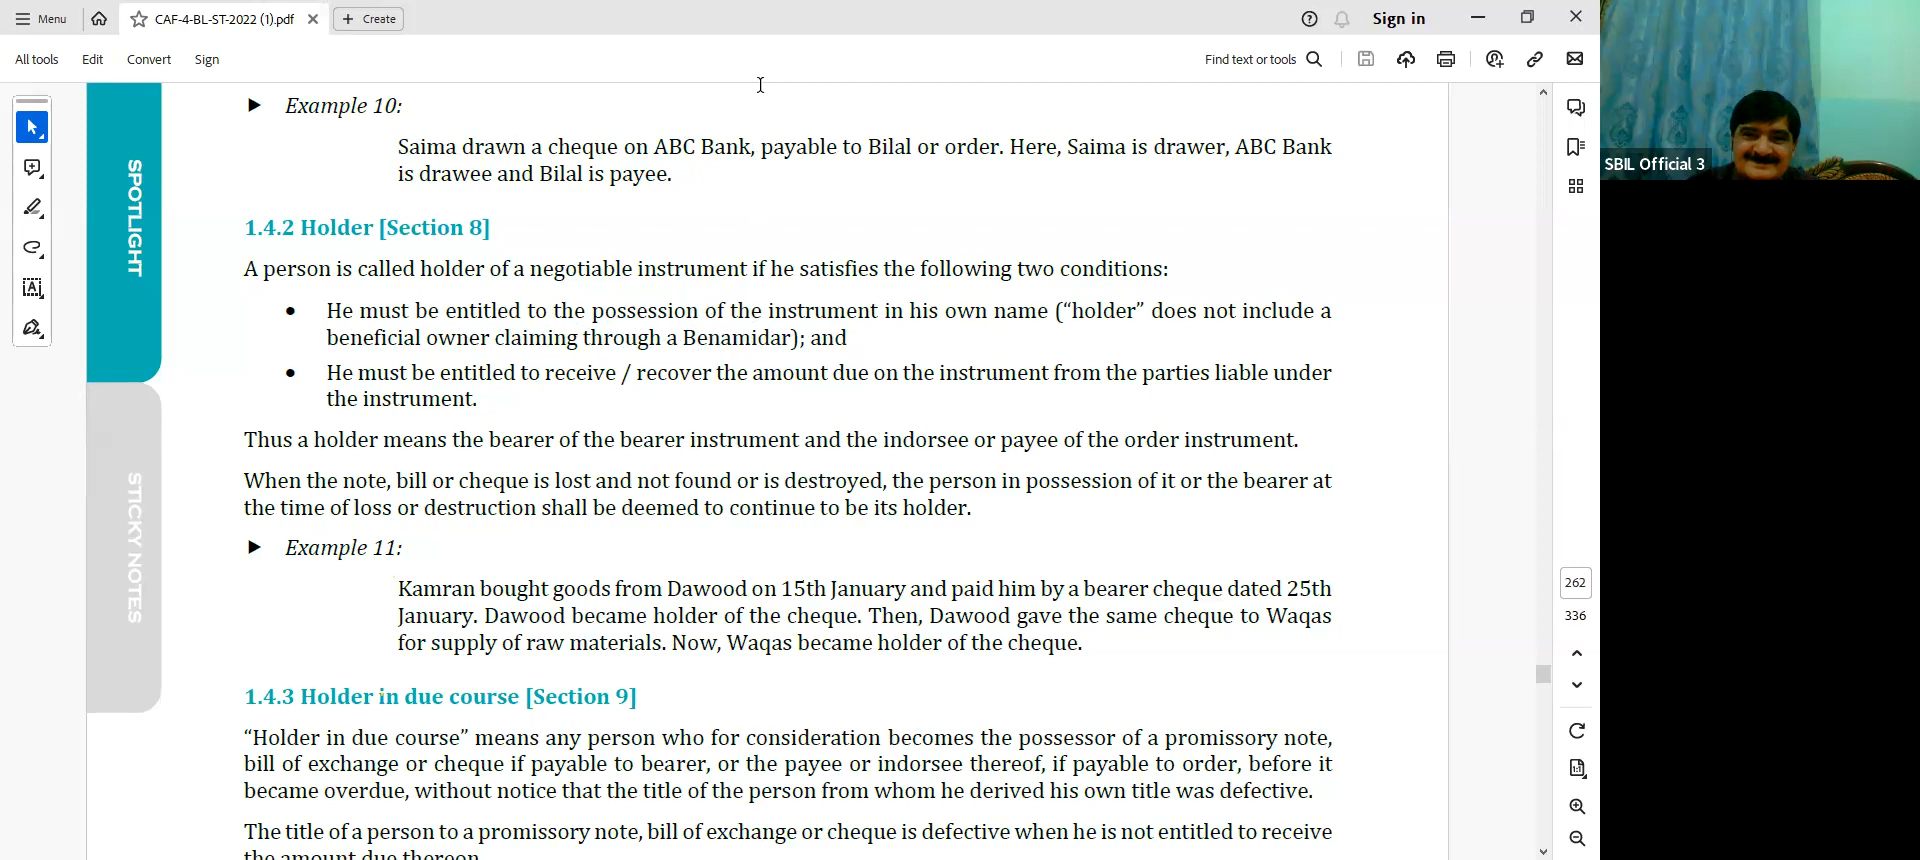 Menu
CAF-4-BL-ST-2022 (1).pdf
Create
Sign in
All tools
Edit
Convert
Sign
Find text or tools
SPOTLIGHT
STICKY NOTES
Example 10:
Saima drawn a cheque on ABC Bank, payable to Bilal or order. Here, Saima is drawer, ABC Bank
is drawee and Bilal is payee.
1.4.2 Holder [Section 8]
A person is called holder of a negotiable instrument if he satisfies the following two conditions:
• He must be entitled to the possession of the instrument in his own name (“holder” does not include a
beneficial owner claiming through a Benamidar); and
• He must be entitled to receive / recover the amount due on the instrument from the parties liable under
the instrument.
Thus a holder means the bearer of the bearer instrument and the indorsee or payee of the order instrument.
When the note, bill or cheque is lost and not found or is destroyed, the person in possession of it or the bearer at
the time of loss or destruction shall be deemed to continue to be its holder.
Example 11:
Kamran bought goods from Dawood on 15th January and paid him by a bearer cheque dated 25th
January. Dawood became holder of the cheque. Then, Dawood gave the same cheque to Waqas
for supply of raw materials. Now, Waqas became holder of the cheque.
1.4.3 Holder in due course [Section 9]
“Holder in due course” means any person who for consideration becomes the possessor of a promissory note,
bill of exchange or cheque if payable to bearer, or the payee or indorsee thereof, if payable to order, before it
became overdue, without notice that the title of the person from whom he derived his own title was defective.
The title of a person to a promissory note, bill of exchange or cheque is defective when he is not entitled to receive
the amount due thereon.
262
336
SBIL Official 3